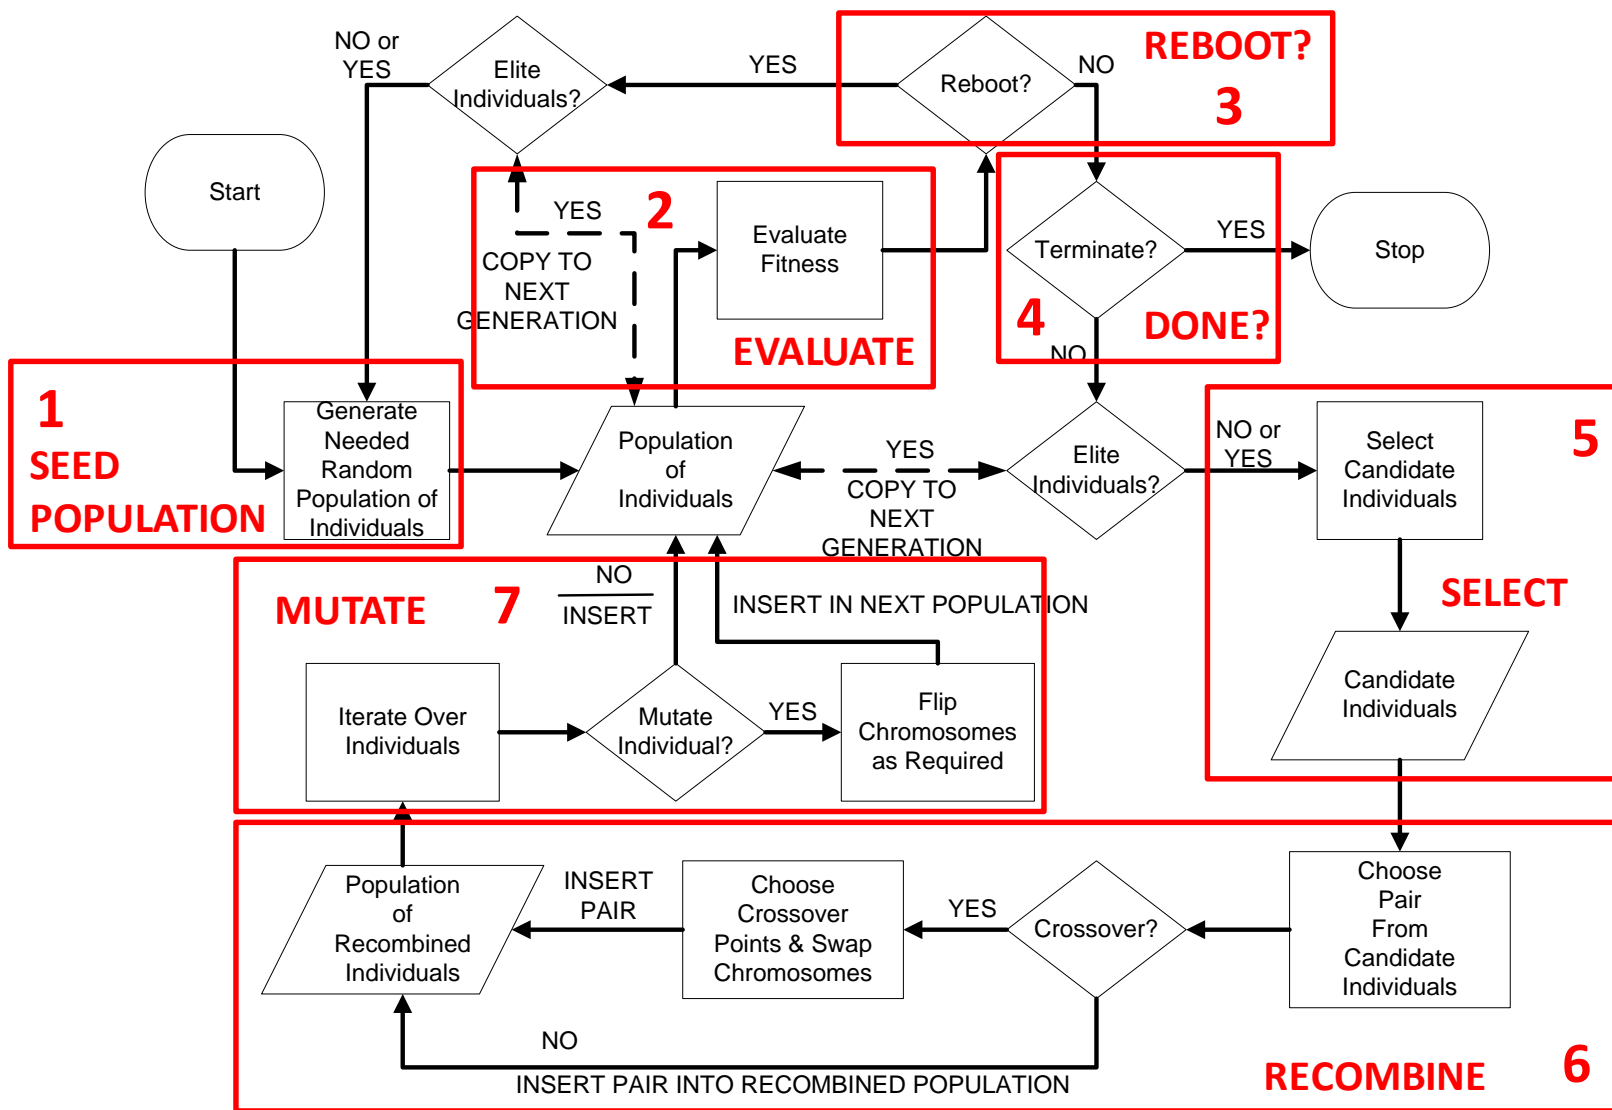 NO or
YES
Elite
Individuals?
YES
Reboot?
NO
REBOOT?
3
Start
YES
2
COPY TO
NEXT
GENERATION
Evaluate
Fitness
EVALUATE
Terminate?
YES
4
DONE?
NO
Stop
1
SEED
POPULATION
Generate
Needed
Random
Population of
Individuals
Population
of
Individuals
YES
COPY TO
NEXT
GENERATION
Elite
Individuals?
NO or
YES
Select
Candidate
Individuals
5
SELECT
Candidate
Individuals
MUTATE
7
NO
INSERT
INSERT IN NEXT POPULATION
Iterate Over
Individuals
Mutate
Individual?
YES
Flip
Chromosomes
as Required
Population
of
Recombined
Individuals
INSERT
PAIR
Choose
Crossover
Points & Swap
Chromosomes
YES
Crossover?
Choose
Pair
From
Candidate
Individuals
NO
INSERT PAIR INTO RECOMBINED POPULATION
RECOMBINE
6